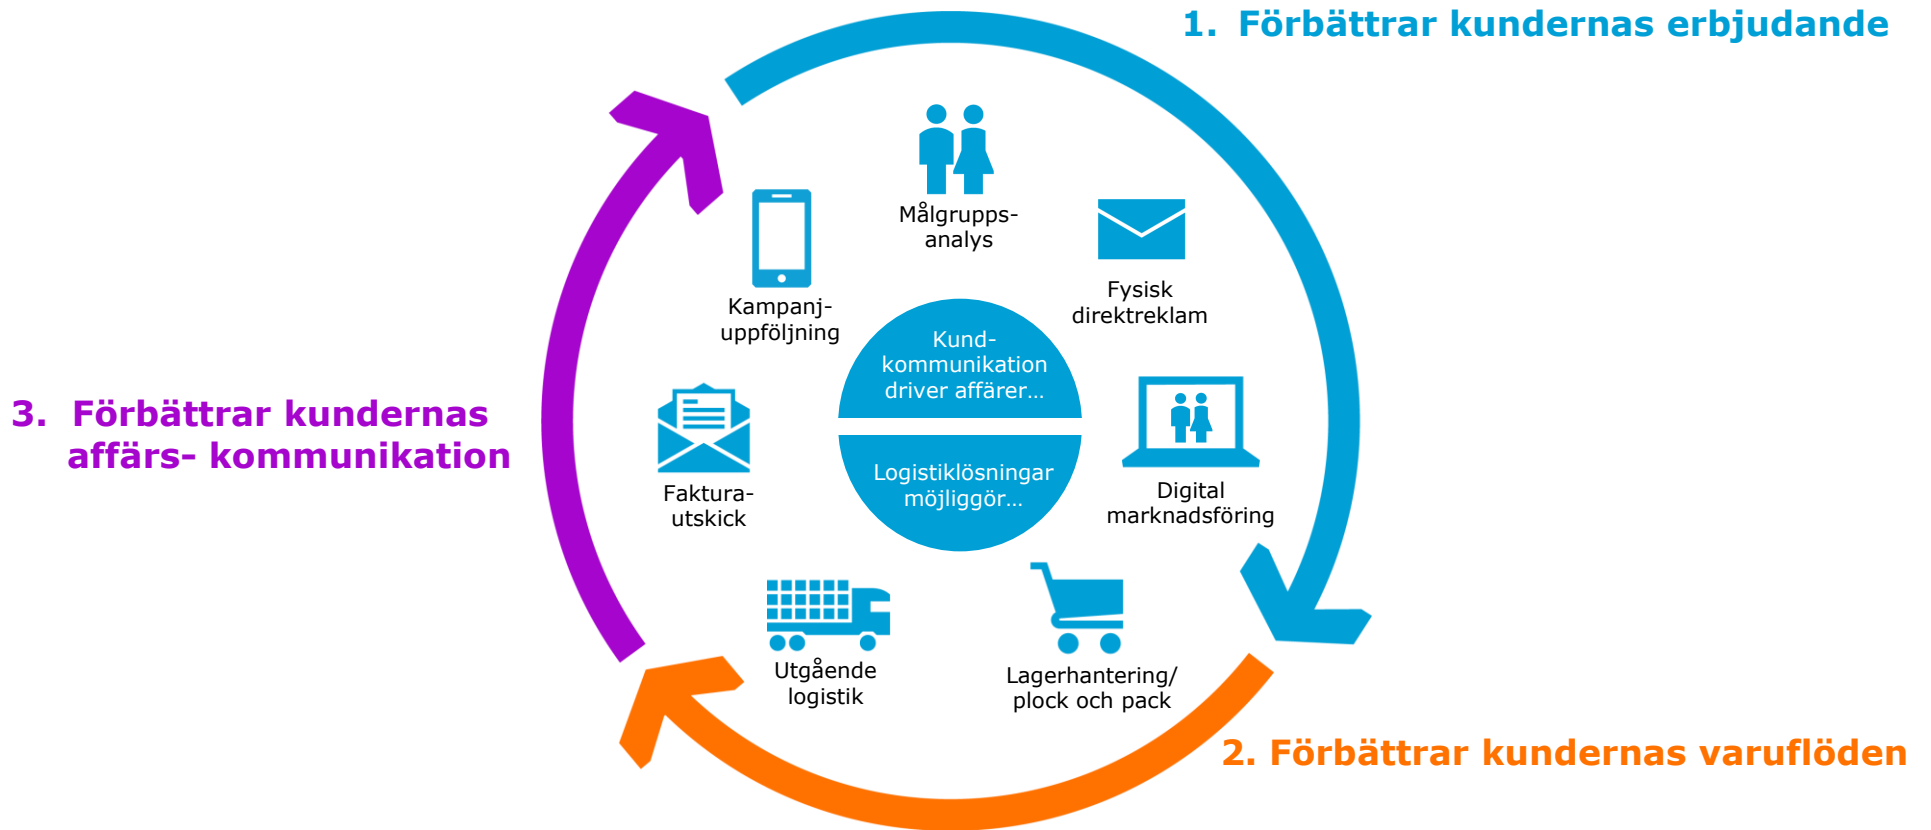 1. Förbättrar kundernas erbjudande
Målgrupps-
analys
Fysisk
direktreklam
Digital
marknadsföring
Lagerhantering/
plock och pack
Utgående
logistik
Faktura-
utskick
Kampanj-
uppföljning
Kund-
kommunikation
driver affärer...
Logistiklösningar
möjliggör...
2. Förbättrar kundernas varuflöden
3. Förbättrar kundernas
affärs- kommunikation